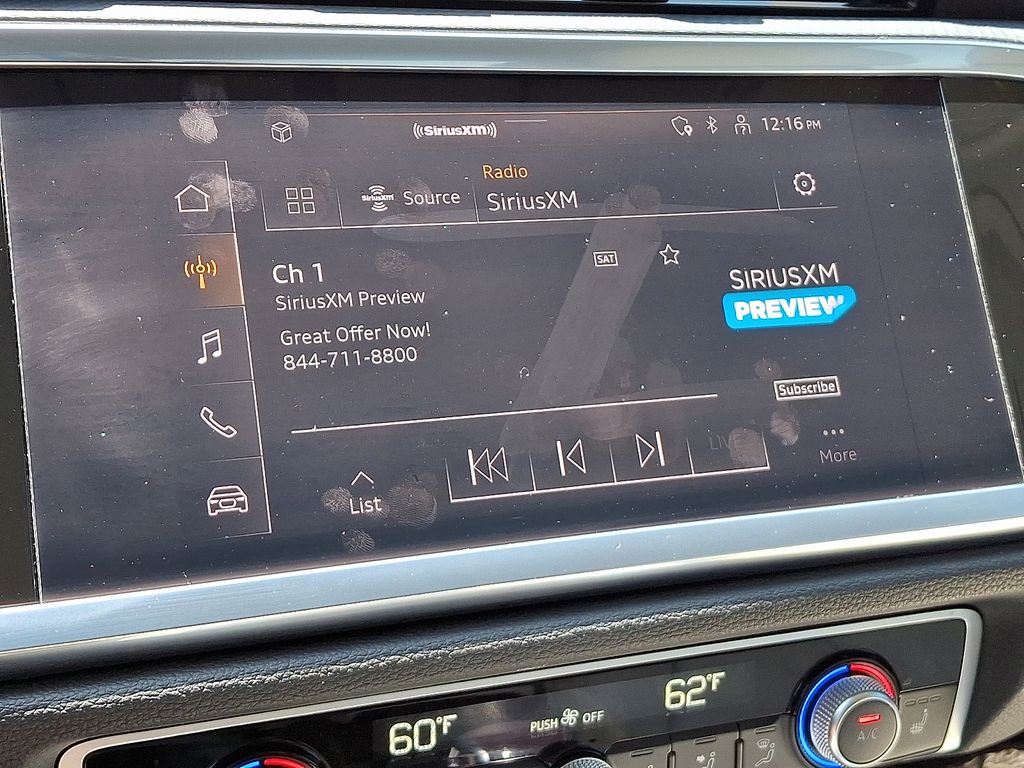 ((SiriusXM))
12:16 PM
SiriusXM Source
Radio
SiriusXM
Ch 1
SAT
SiriusXM Preview
SIRIUSXM
PREVIEW
Great Offer Now!
844-711-8800
Subscribe
LIVE
More
List
60°F
PUSH OFF
62°F
A/C